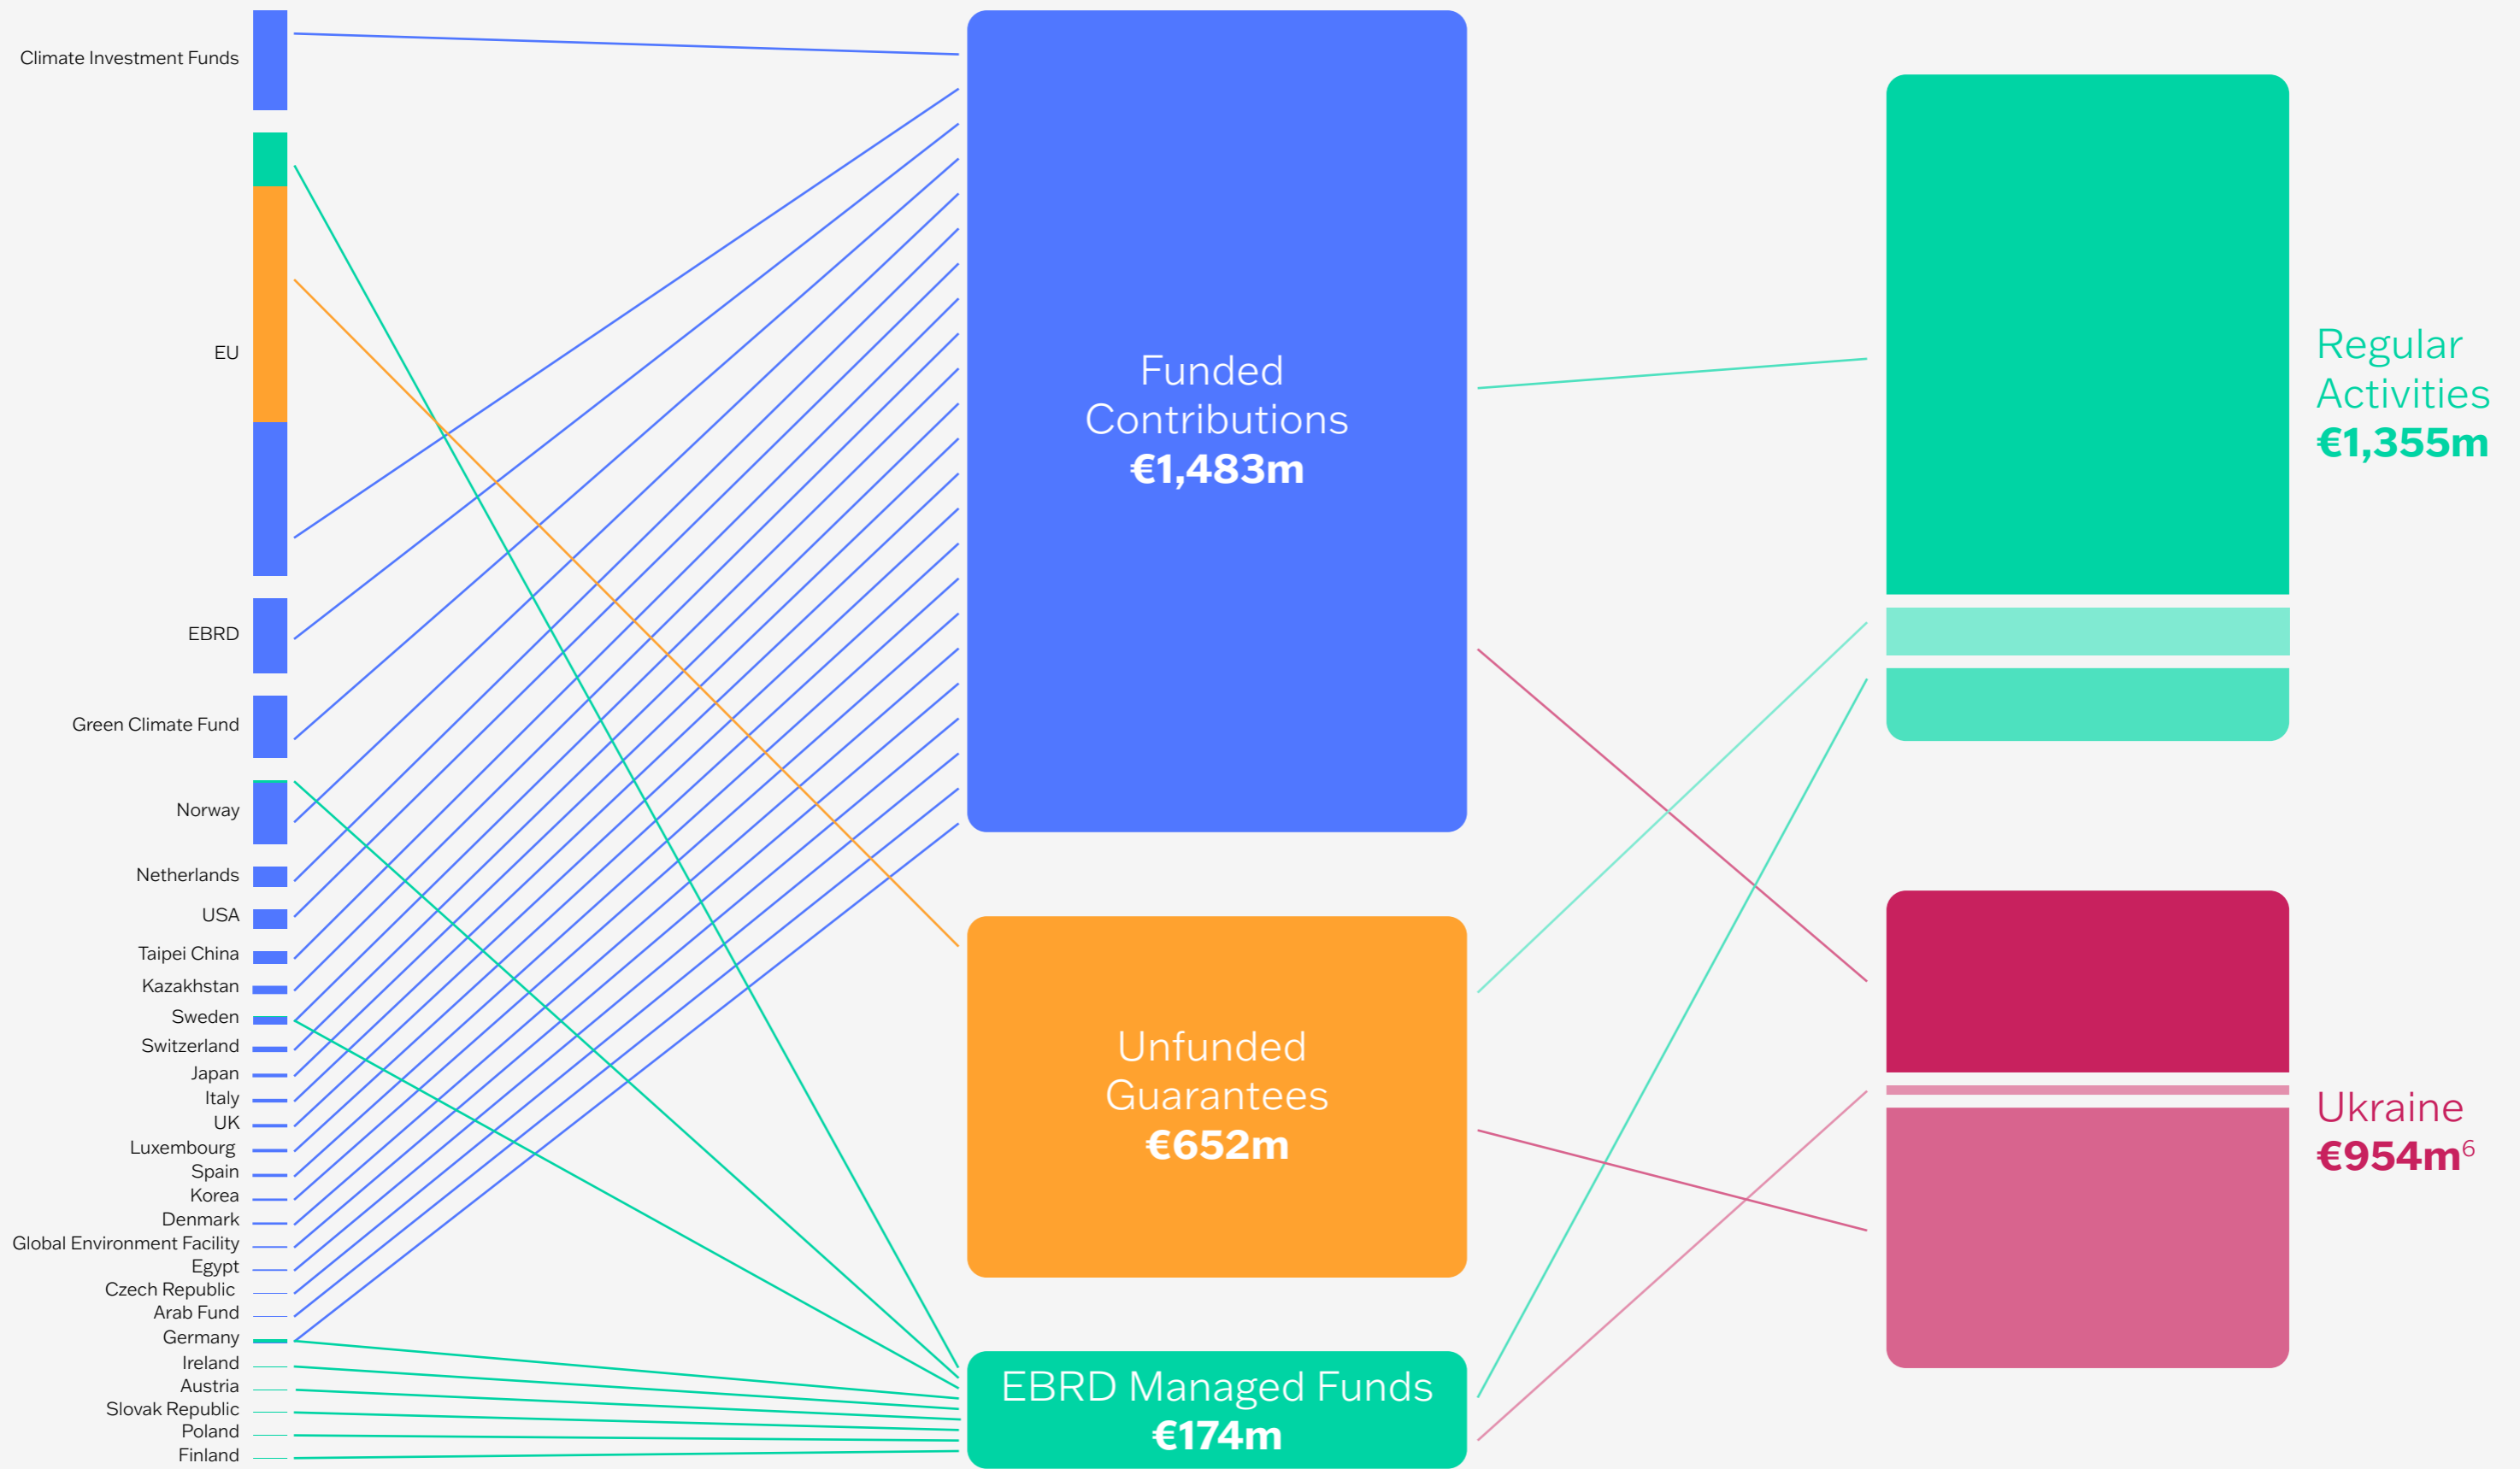 Climate Investment Funds
EU
EBRD
Green Climate Fund
Norway
Netherlands
USA
Taipei China
Kazakhstan
Sweden
Switzerland
Japan
Italy
UK
Luxembourg
Spain
Korea
Denmark
Global Environment Facility
Egypt
Czech Republic
Arab Fund
Germany
Ireland
Austria
Slovak Republic
Poland
Finland
Funded
Contributions
€1,483m
Unfunded
Guarantees
€652m
EBRD Managed Funds
€174m
Regular
Activities
€1,355m
Ukraine
€954m⁶